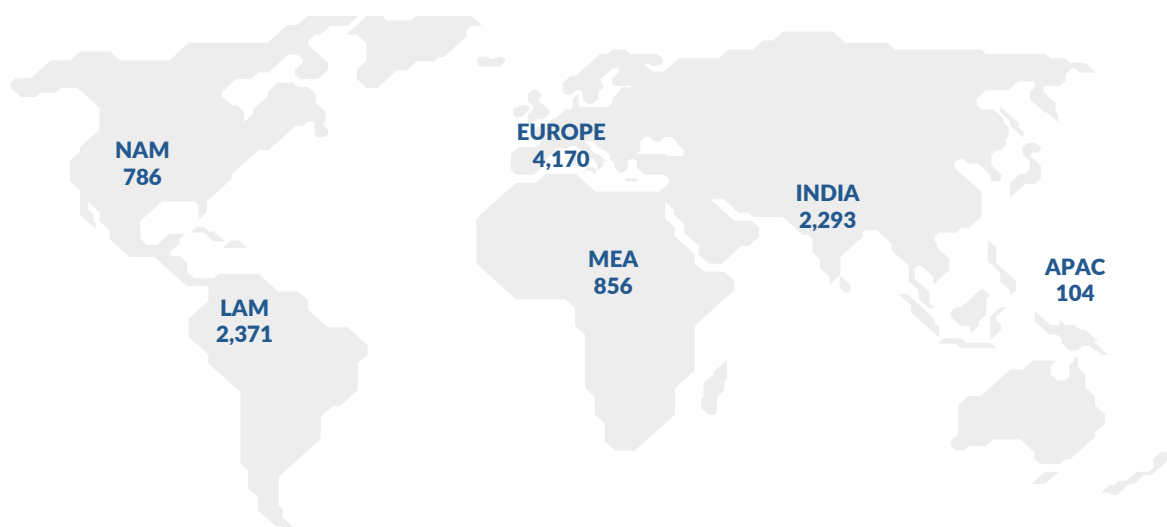 EUROPE
4,170
NAM
786
INDIA
2,293
MEA
856
APAC
104
LAM
2,371